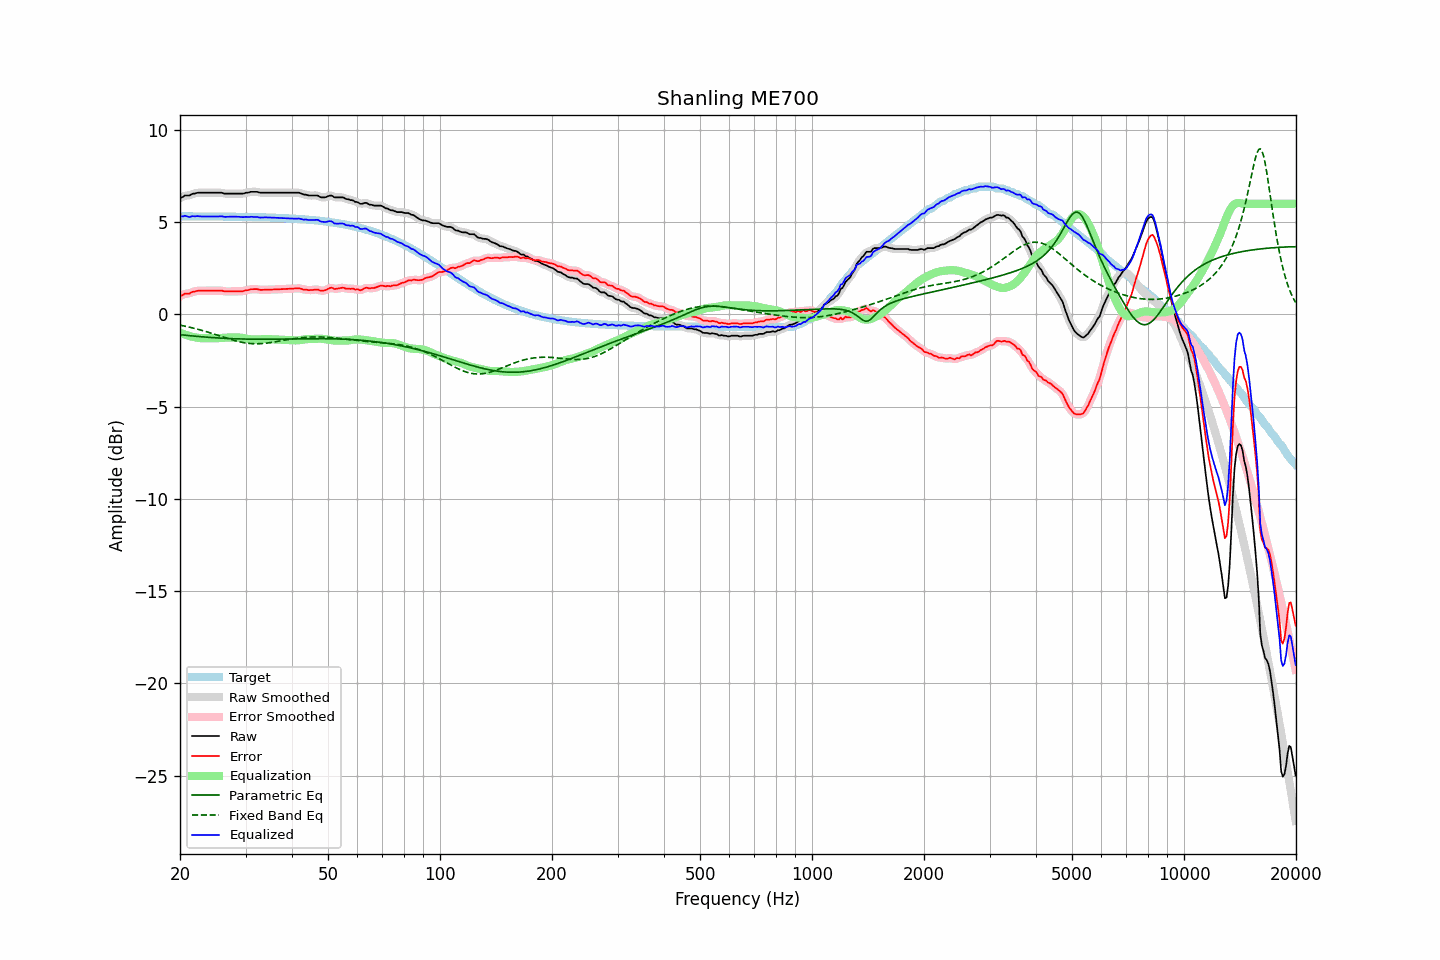 Shanling ME700
10
5
0
−5
−10
−15
−20
−25
Amplitude (dBr)
Target
Raw Smoothed
Error Smoothed
Raw
Error
Equalization
Parametric Eq
Fixed Band Eq
Equalized
20 50 100 200 500 1000 2000 5000 10000 20000
Frequency (Hz)